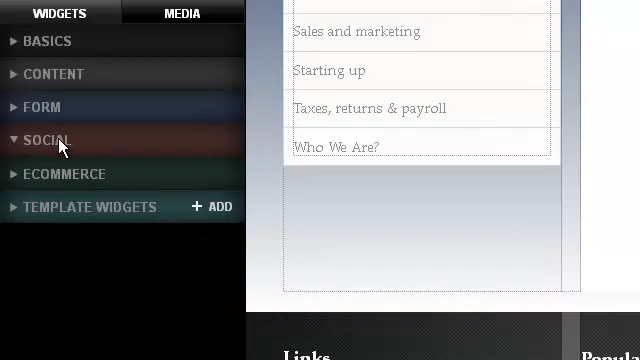 WIDGETS MEDIA
BASICS
CONTENT
FORM
SOCIAL
ECOMMERCE
TEMPLATE WIDGETS + ADD
Sales and marketing
Starting up
Taxes, returns & payroll
Who We Are?
Links Popula